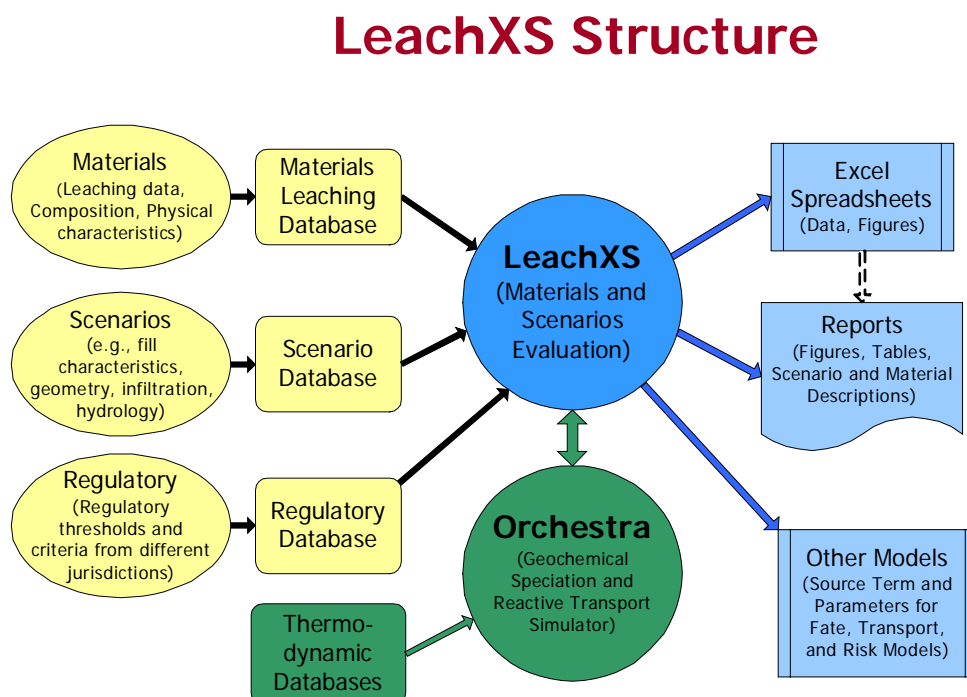 LeachXS Structure
Materials
(Leaching data,
Composition, Physical
characteristics)
Materials
Leaching
Database
Scenarios
(e.g., fill
characteristics,
geometry, infiltration,
hydrology)
Scenario
Database
Regulatory
(Regulatory
thresholds and
criteria from different
jurisdictions)
Regulatory
Database
Thermo-
dynamic
Databases
LeachXS
(Materials and
Scenarios
Evaluation)
Orchestra
(Geochemical
Speciation and
Reactive Transport
Simulator)
Excel
Spreadsheets
(Data, Figures)
Reports
(Figures, Tables,
Scenario and Material
Descriptions)
Other Models
(Source Term and
Parameters for
Fate, Transport,
and Risk Models)